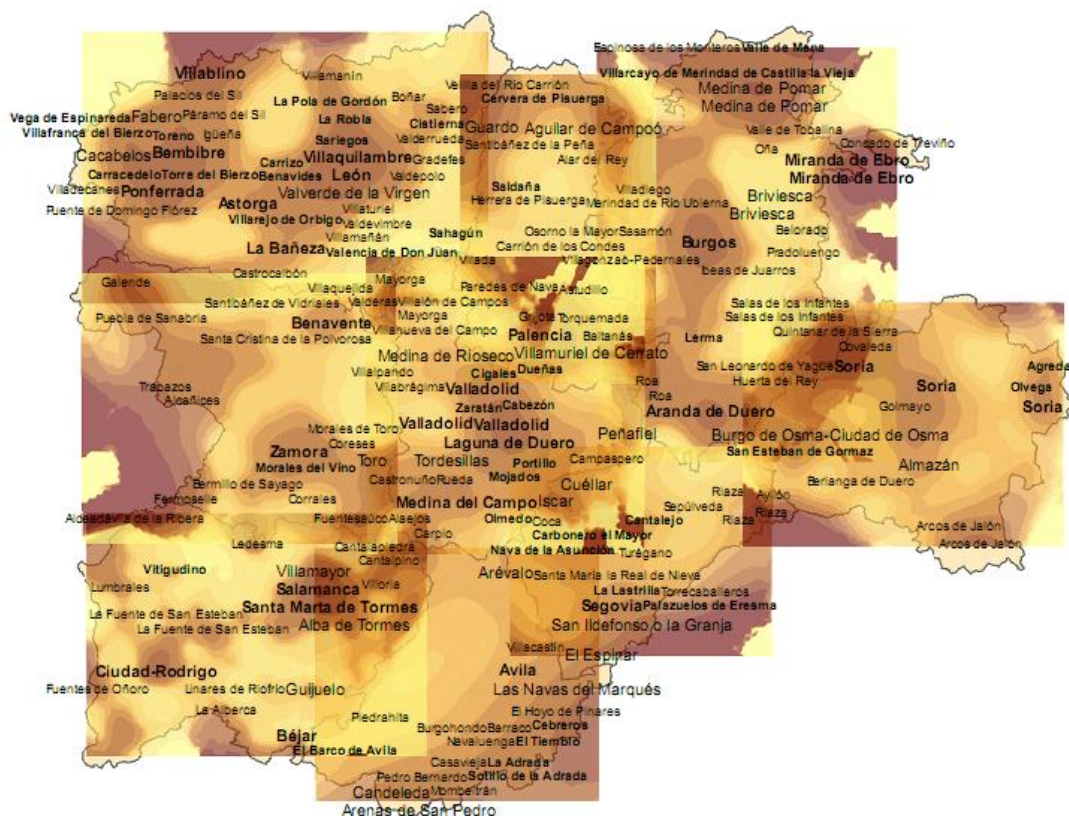 Espinosa de los Monteros Valle de Mena
Villablino
Villamanin
Villarcayo de Merindad de Castilla la Vieja
Velilla del Río Carrión
Palacios del Sil
La Pola de Gordón
Boñar
Cervera de Pisuerga
Medina de Pomar
Medina de Pomar
Vega de Espinareda
Fabero
Páramo del Sil
La Robla
Sabero
Cistierna
Guardo
Aguilar de Campoó
Villafranca del Bierzo
Toreno
Igüeña
Sariegos
Valderrueda
Santibáñez de la Peña
Valle de Tobalina
Condado de Treviño
Cacabelos
Bembibre
Carrizo
Villaquilambre
Gradefes
Alar del Rey
Oña
Miranda de Ebro
Carracedelo
Torre del Bierzo
Benavides
León
Valdepolo
Miranda de Ebro
Villadecanes
Ponferrada
Valverde de la Virgen
Saldaña
Villadiego
Briviesca
Puente de Domingo Flórez
Astorga
Villaturiel
Herrera de Pisuerga
Merindad de Río Ubierna
Briviesca
Villarejo de Orbigo
Valdevimbre
Sahagún
Osorno la Mayor
Sasamón
Belorado
La Bañeza
Villamañán
Carrión de los Condes
Burgos
Pradoluengo
Valencia de Don Juan
Villada
Villagonzalo-Pedernales
Ibeas de Juarros
Galende
Castrocalbón
Mayorga
Villaquejida
Paredes de Nava
Astudillo
Santibáñez de Vidriales
Valderas
Villalón de Campos
Salas de los Infantes
Puebla de Sanabria
Benavente
Mayorga
Grijota
Torquemada
Salas de los Infantes
Villanueva del Campo
Quintanar de la Sierra
Santa Cristina de la Polvorosa
Palencia
Baltanás
Lerma
Covaleda
Medina de Rioseco
Villamuriel de Cerrato
Villalpando
Cigales
Dueñas
San Leonardo de Yagüe
Soria
Agreda
Trabazos
Villabrágima
Valladolid
Roa
Huerta del Rey
Soria
Olvega
Alcañices
Zaratán
Cabezón
Roa
Aranda de Duero
Golmayo
Soria
Morales de Toro
Valladolid
Valladolid
Peñafiel
Burgo de Osma-Ciudad de Osma
Coreses
Laguna de Duero
Zamora
San Esteban de Gormaz
Morales del Vino
Toro
Tordesillas
Portillo
Campaspero
Almazán
Bermillo de Sayago
Castronuño
Rueda
Mojados
Cuéllar
Berlanga de Duero
Fermoselle
Corrales
Medina del Campo
Iscar
Riaza
Ayllón
Aldeadávila de la Ribera
Fuentesaúco
Alaejos
Olmedo
Coca
Cantalejo
Sepúlveda
Riaza
Riaza
Carpio
Carbonero el Mayor
Arcos de Jalón
Ledesma
Cantalapiedra
Nava de la Asunción
Turégano
Arcos de Jalón
Vitigudino
Villamayor
Cantalpino
Arévalo
Santa María la Real de Nieva
Lumbrales
Salamanca
Villoria
La Lastrilla
Torrecaballeros
Santa Marta de Tormes
Segovia
Palazuelos de Eresma
La Fuente de San Esteban
Alba de Tormes
San Ildefonso o la Granja
La Fuente de San Esteban
Villacastín
El Espinar
Ciudad-Rodrigo
Avila
Fuentes de Oñoro
Linares de Riofrío
Guijuelo
Las Navas del Marqués
La Alberca
Piedrahita
El Hoyo de Pinares
Burgohondo
Barraco
Cebreros
Béjar
Navaluenga
El Tiemblo
El Barco de Avila
Casavieja
La Adrada
Pedro Bernardo
Sotillo de la Adrada
Candeleda
Mombeltrán
Arenas de San Pedro